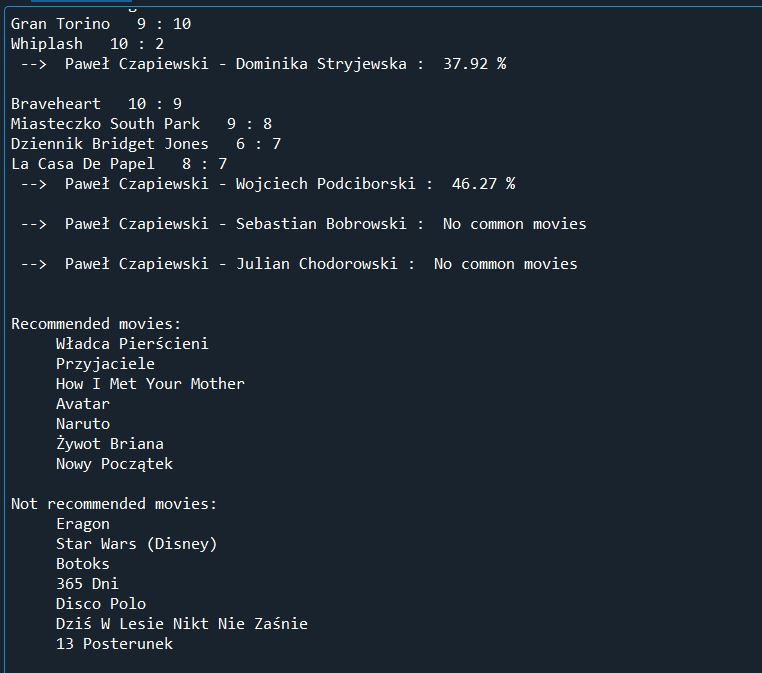 Gran Torino   9 : 10
Whiplash   10 : 2
 -->  Paweł Czapiewski - Dominika Stryjewska :  37.92 %
Braveheart   10 : 9
Miasteczko South Park   9 : 8
Dziennik Bridget Jones   6 : 7
La Casa De Papel   8 : 7
 -->  Paweł Czapiewski - Wojciech Podciborski :  46.27 %
 -->  Paweł Czapiewski - Sebastian Bobrowski :  No common movies
 -->  Paweł Czapiewski - Julian Chodorowski :  No common movies
Recommended movies:
     Władca Pierścieni
     Przyjaciele
     How I Met Your Mother
     Avatar
     Naruto
     Żywot Briana
     Nowy Początek
Not recommended movies:
     Eragon
     Star Wars (Disney)
     Botoks
     365 Dni
     Disco Polo
     Dziś W Lesie Nikt Nie Zaśnie
     13 Posterunek